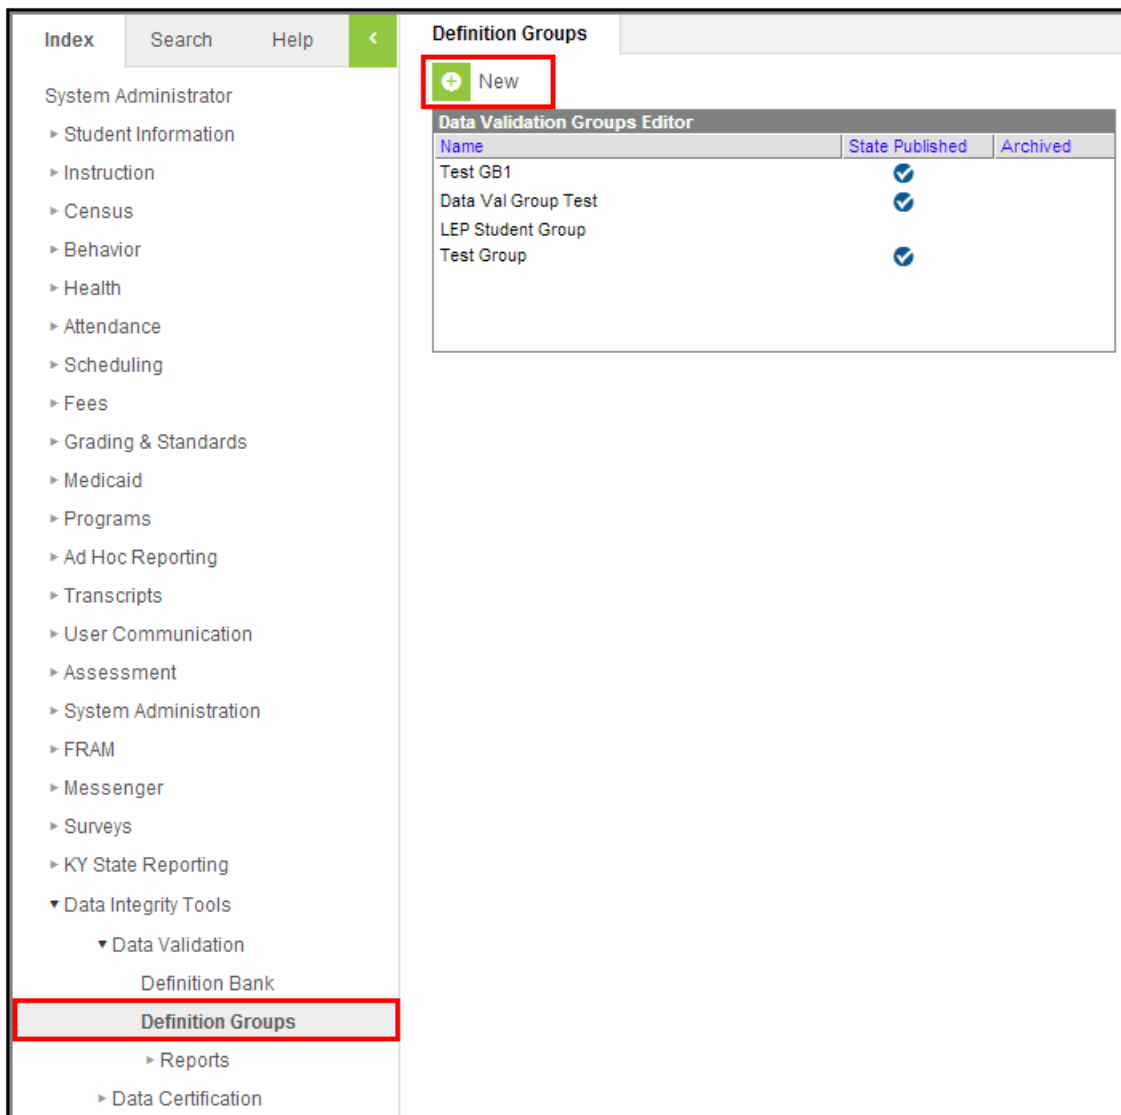 Index Search Help
System Administrator
Student Information
Instruction
Census
Behavior
Health
Attendance
Scheduling
Fees
Grading & Standards
Medicaid
Programs
Ad Hoc Reporting
Transcripts
User Communication
Assessment
System Administration
FRAM
Messenger
Surveys
KY State Reporting
Data Integrity Tools
Data Validation
Definition Bank
Definition Groups
Reports
Data Certification
Definition Groups
New
Data Validation Groups Editor
Name State Published Archived
Test GB1
Data Val Group Test
LEP Student Group
Test Group